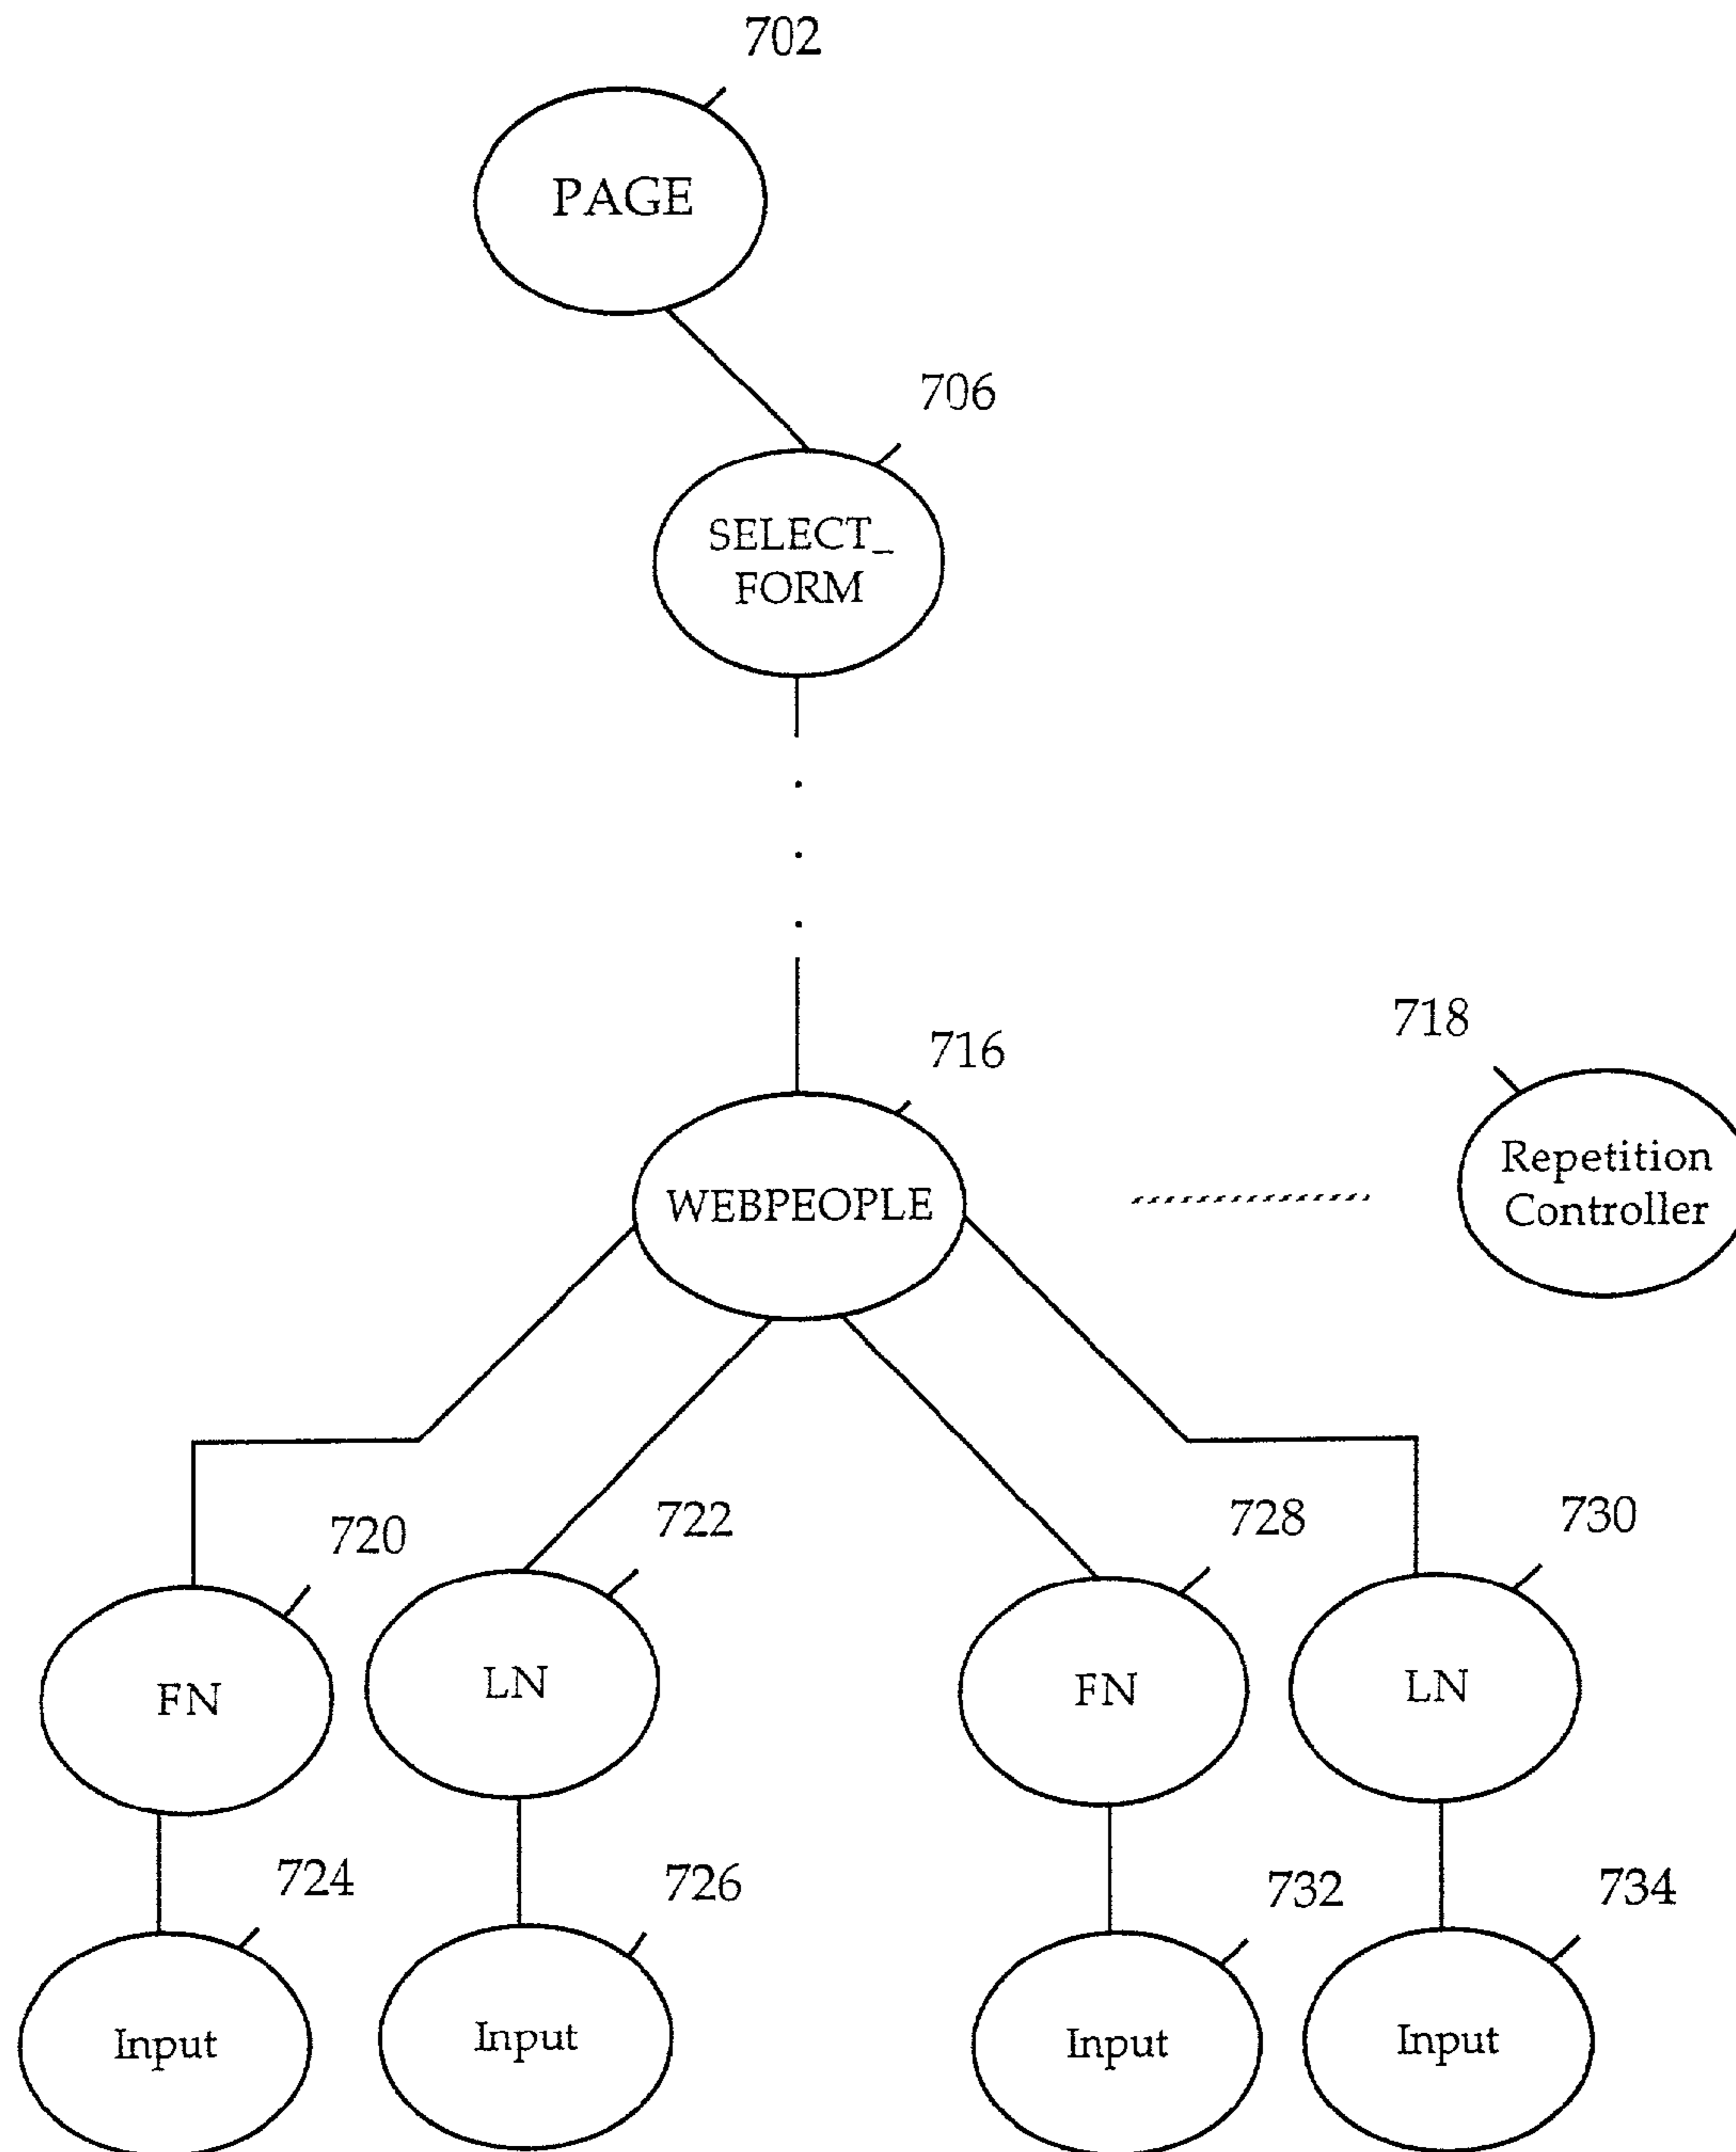 702
PAGE
706
SELECT_
FORM
716
WEBPEOPLE
718
Repetition
Controller
720
722
728
730
FN
LN
FN
LN
724
726
732
734
Input
Input
Input
Input